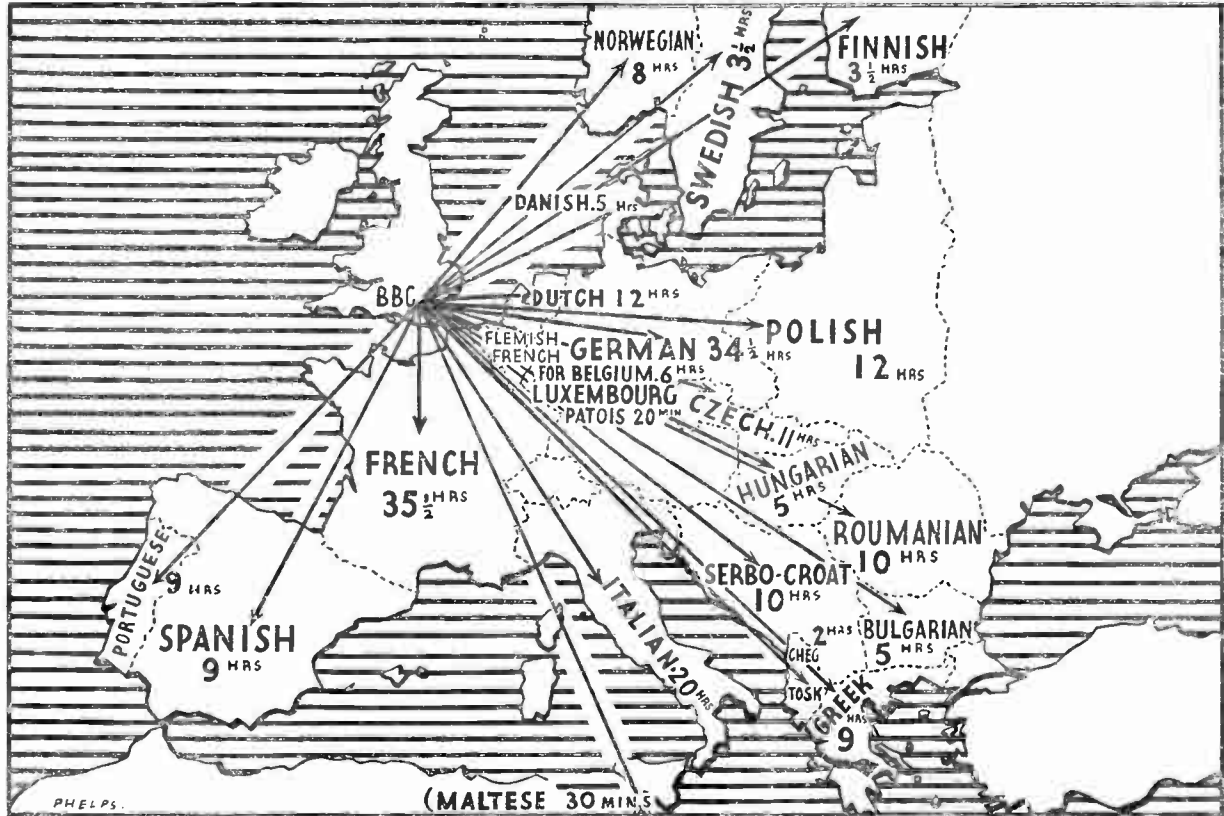 NORWEGIAN
8 HRS
SWEDISH 3½ HRS
FINNISH
3½ HRS
DANISH.5 Hrs
BBC
DUTCH 12 HRS
POLISH
12 HRS
FLEMISH-
FRENCH
FOR BELGIUM.6 HRS
GERMAN 34½ HRS
LUXEMBOURG
PATOIS 20 MIN
CZECH.11 HRS
HUNGARIAN
5 HRS
FRENCH
35½ HRS
ROUMANIAN
10 HRS
SERBO-CROAT
10 HRS
PORTUGUESE
9 HRS
SPANISH
9 HRS
ITALIAN-20 HRS
2 HRS
CHEG
TOSK
BULGARIAN
5 HRS
GREEK
HRS
9
(MALTESE 30 MINS
PHELPS.